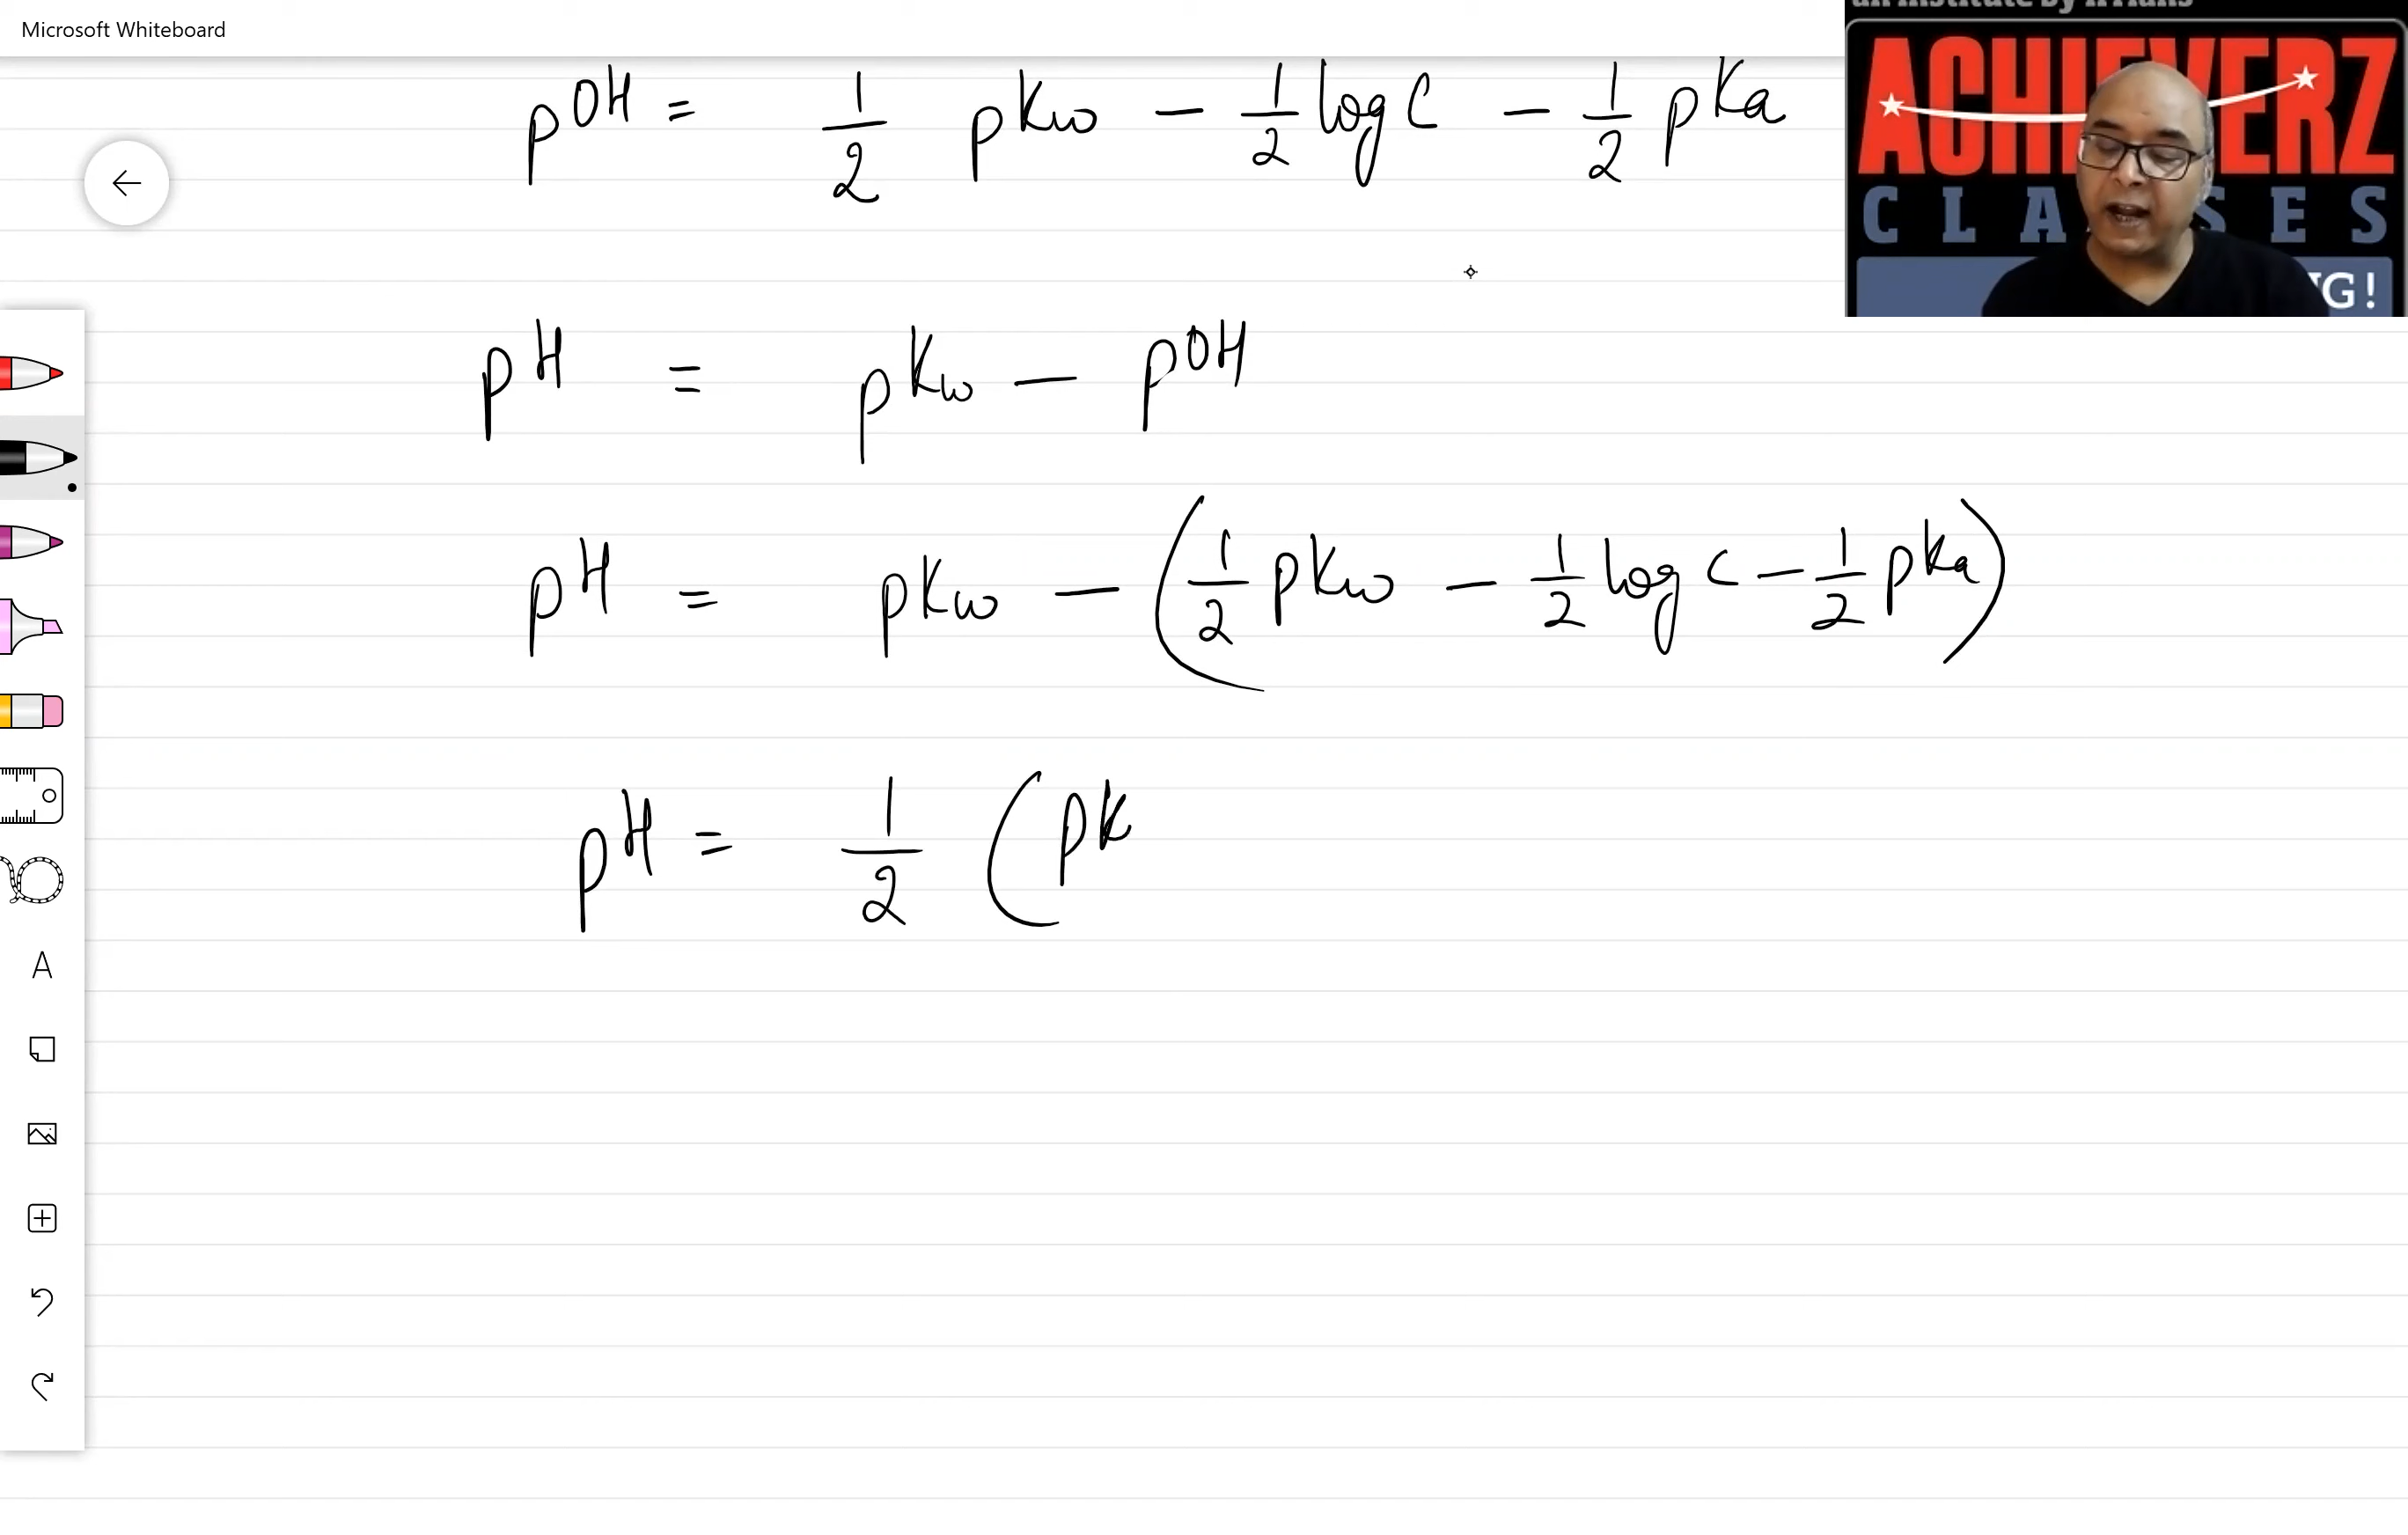 Microsoft Whiteboard
ACHIEVERZ
CLASSES
G!
pOH = 1/2 pKw - 1/2 log C - 1/2 pKa
pH = pKw - pOH
pH = pKw - (1/2 pKw - 1/2 log C - 1/2 pKa)
pH = 1/2 (pK
A